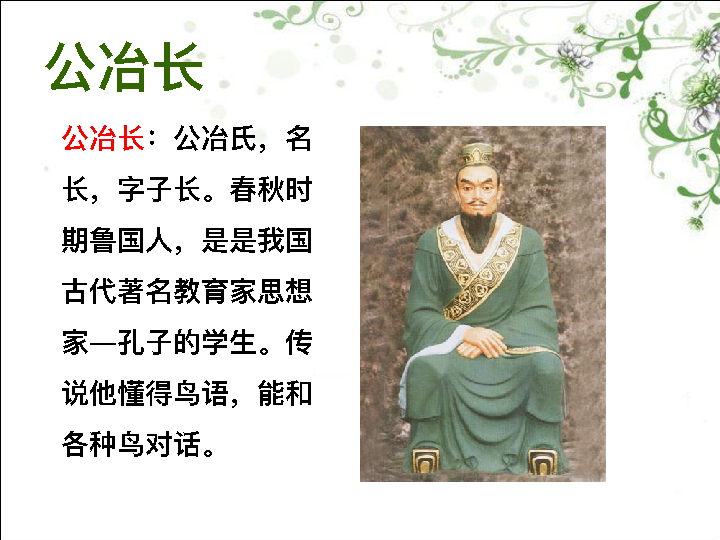 公冶长
公冶长：公冶氏，名
长，字子长。春秋时
期鲁国人，是是我国
古代著名教育家思想
家—孔子的学生。传
说他懂得鸟语，能和
各种鸟对话。